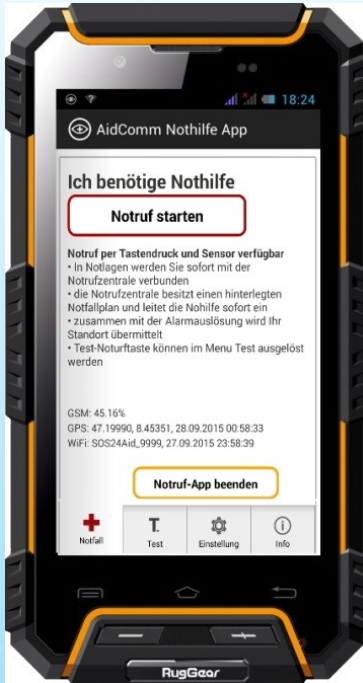 18:24
AidComm Nothilfe App
Ich benötige Nothilfe
Notruf starten
Notruf per Tastendruck und Sensor verfügbar
• In Notlagen werden Sie sofort mit der
Notrufzentrale verbunden
• die Notrufzentrale besitzt einen hinterlegten
Notfallplan und leitet die Nohilfe sofort ein
• zusammen mit der Alarmauslösung wird Ihr
Standort übermittelt
• Test-Noturftaste können im Menu Test ausgelöst
werden
GSM: 45.16%
GPS: 47.19990, 8.45351, 28.09.2015 00:58:33
WiFi: SOS24Aid_9999, 27.09.2015 23:58:39
Notruf-App beenden
T.
Notfall Test Einstellung Info
RugGear